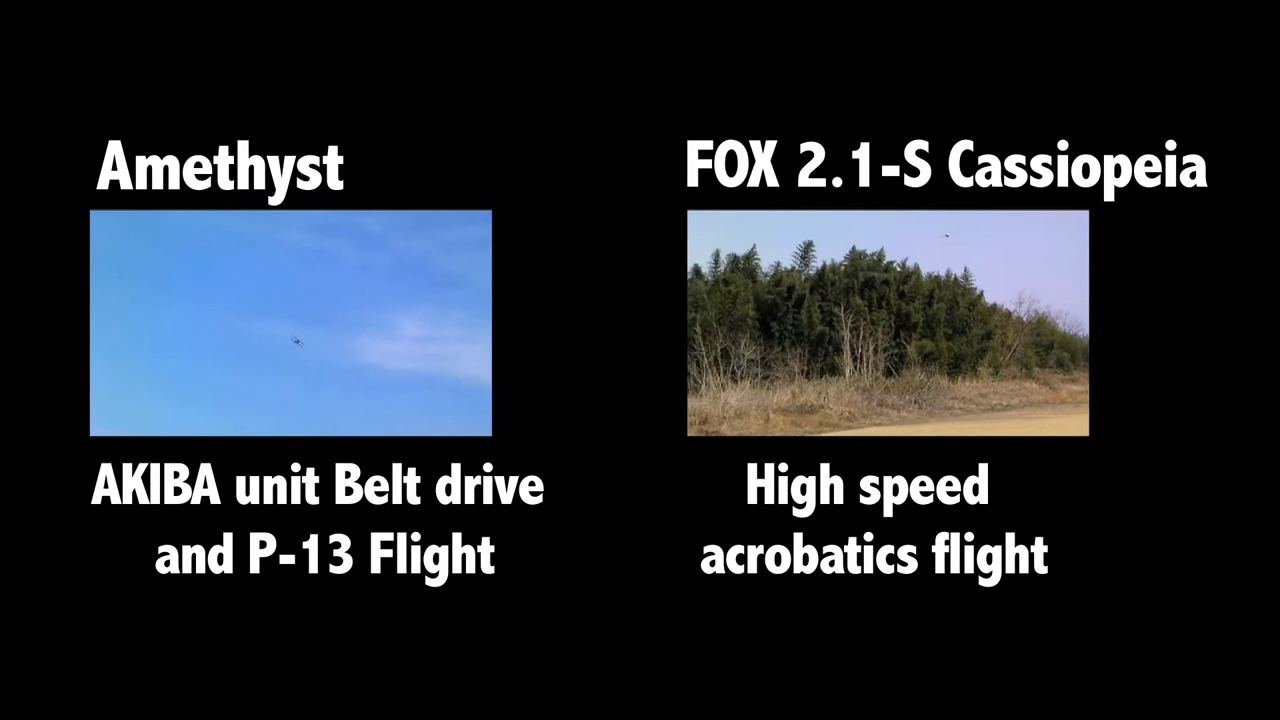 Amethyst
FOX 2.1-S Cassiopeia
AKIBA unit Belt drive
and P-13 Flight
High speed
acrobatics flight